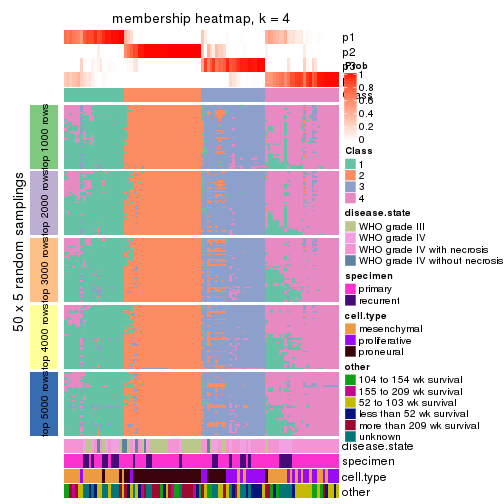 membership heatmap, k = 4
p1
p2
p3
Prob
1
0.8
0.6
0.4
0.2
0
Class
50 x 5 random samplings
top 1000 rows
top 2000 rows
top 3000 rows
top 4000 rows
top 5000 rows
Class
1
2
3
4
disease.state
WHO grade III
WHO grade IV
WHO grade IV with necrosis
WHO grade IV without necrosis
specimen
primary
recurrent
cell.type
mesenchymal
proliferative
proneural
other
104 to 154 wk survival
155 to 209 wk survival
52 to 103 wk survival
less than 52 wk survival
more than 209 wk survival
unknown
disease.state
specimen
cell.type
other